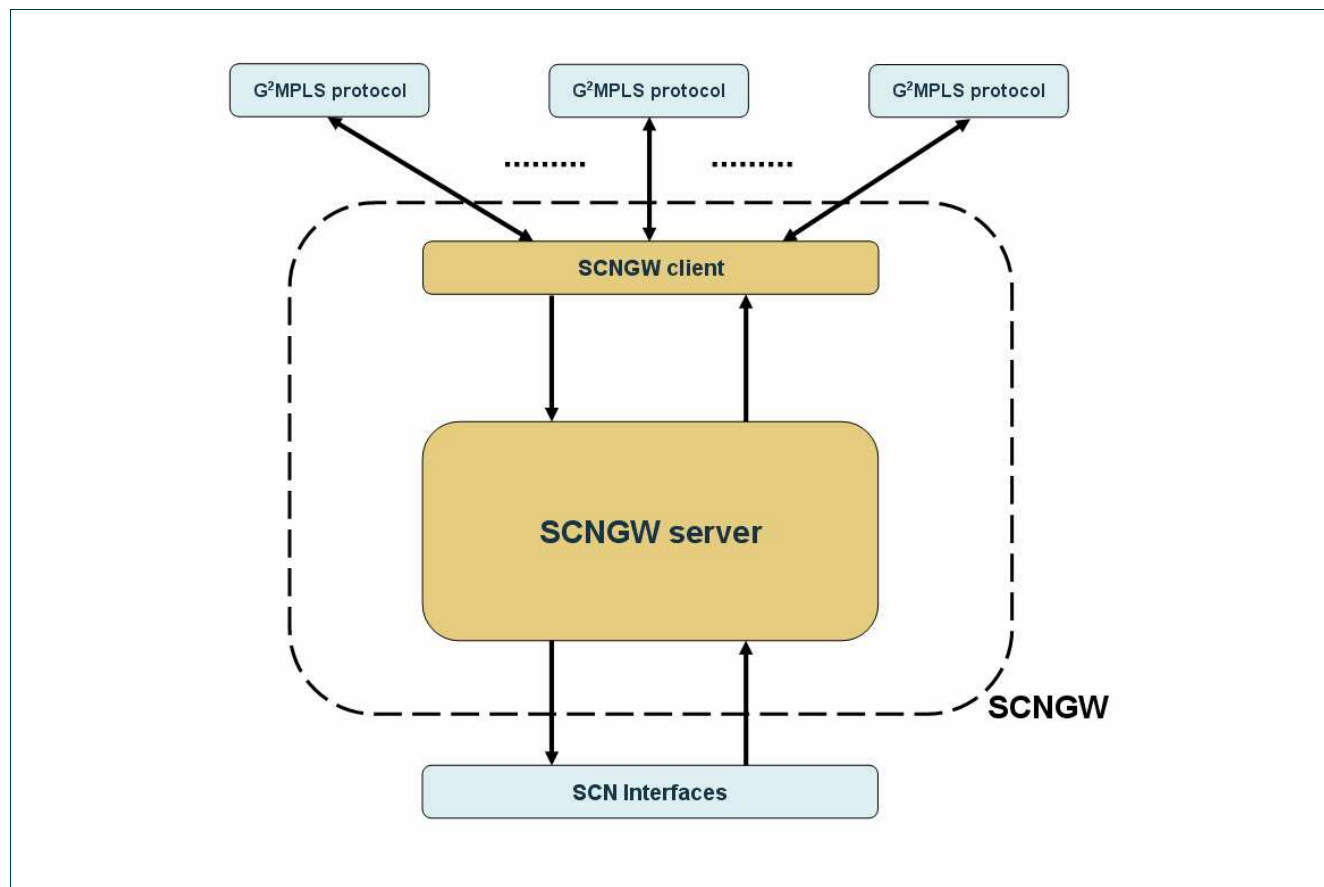 G²MPLS protocol
G²MPLS protocol
G²MPLS protocol
SCNGW client
SCNGW server
SCNGW
SCN Interfaces